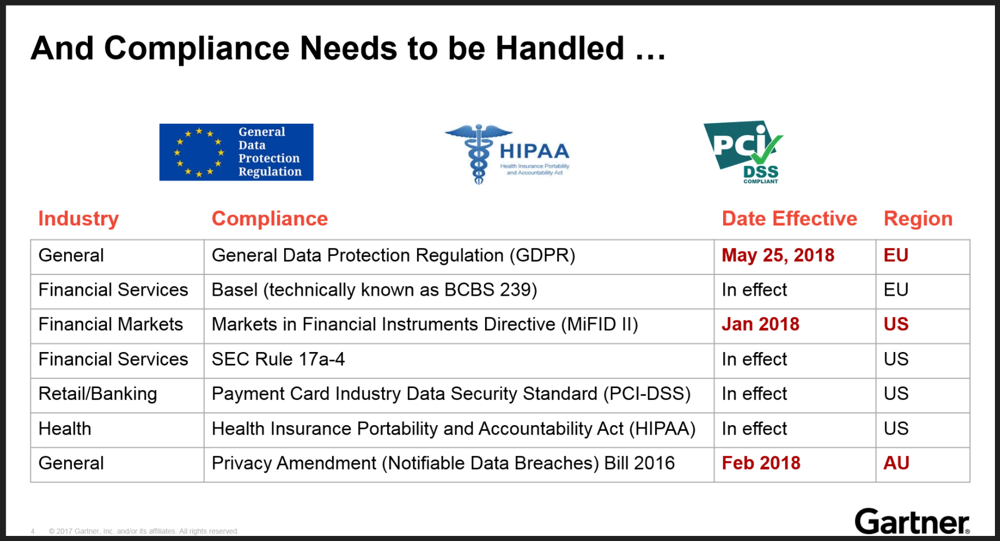 And Compliance Needs to be Handled …
General
Data
Protection
Regulation
HIPAA
Health Insurance Portability
and Accountability Act
PCi
DSS
COMPLIANT
Industry Compliance Date Effective Region
General General Data Protection Regulation (GDPR) May 25, 2018 EU
Financial Services Basel (technically known as BCBS 239) In effect EU
Financial Markets Markets in Financial Instruments Directive (MiFID II) Jan 2018 US
Financial Services SEC Rule 17a-4 In effect US
Retail/Banking Payment Card Industry Data Security Standard (PCI-DSS) In effect US
Health Health Insurance Portability and Accountability Act (HIPAA) In effect US
General Privacy Amendment (Notifiable Data Breaches) Bill 2016 Feb 2018 AU
4 © 2017 Gartner, Inc. and/or its affiliates. All rights reserved.
Gartner®